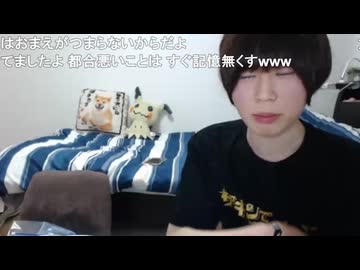 はおまえがつまらないからだよ
でましたよ 都合悪いことは すぐ記憶無くすwww